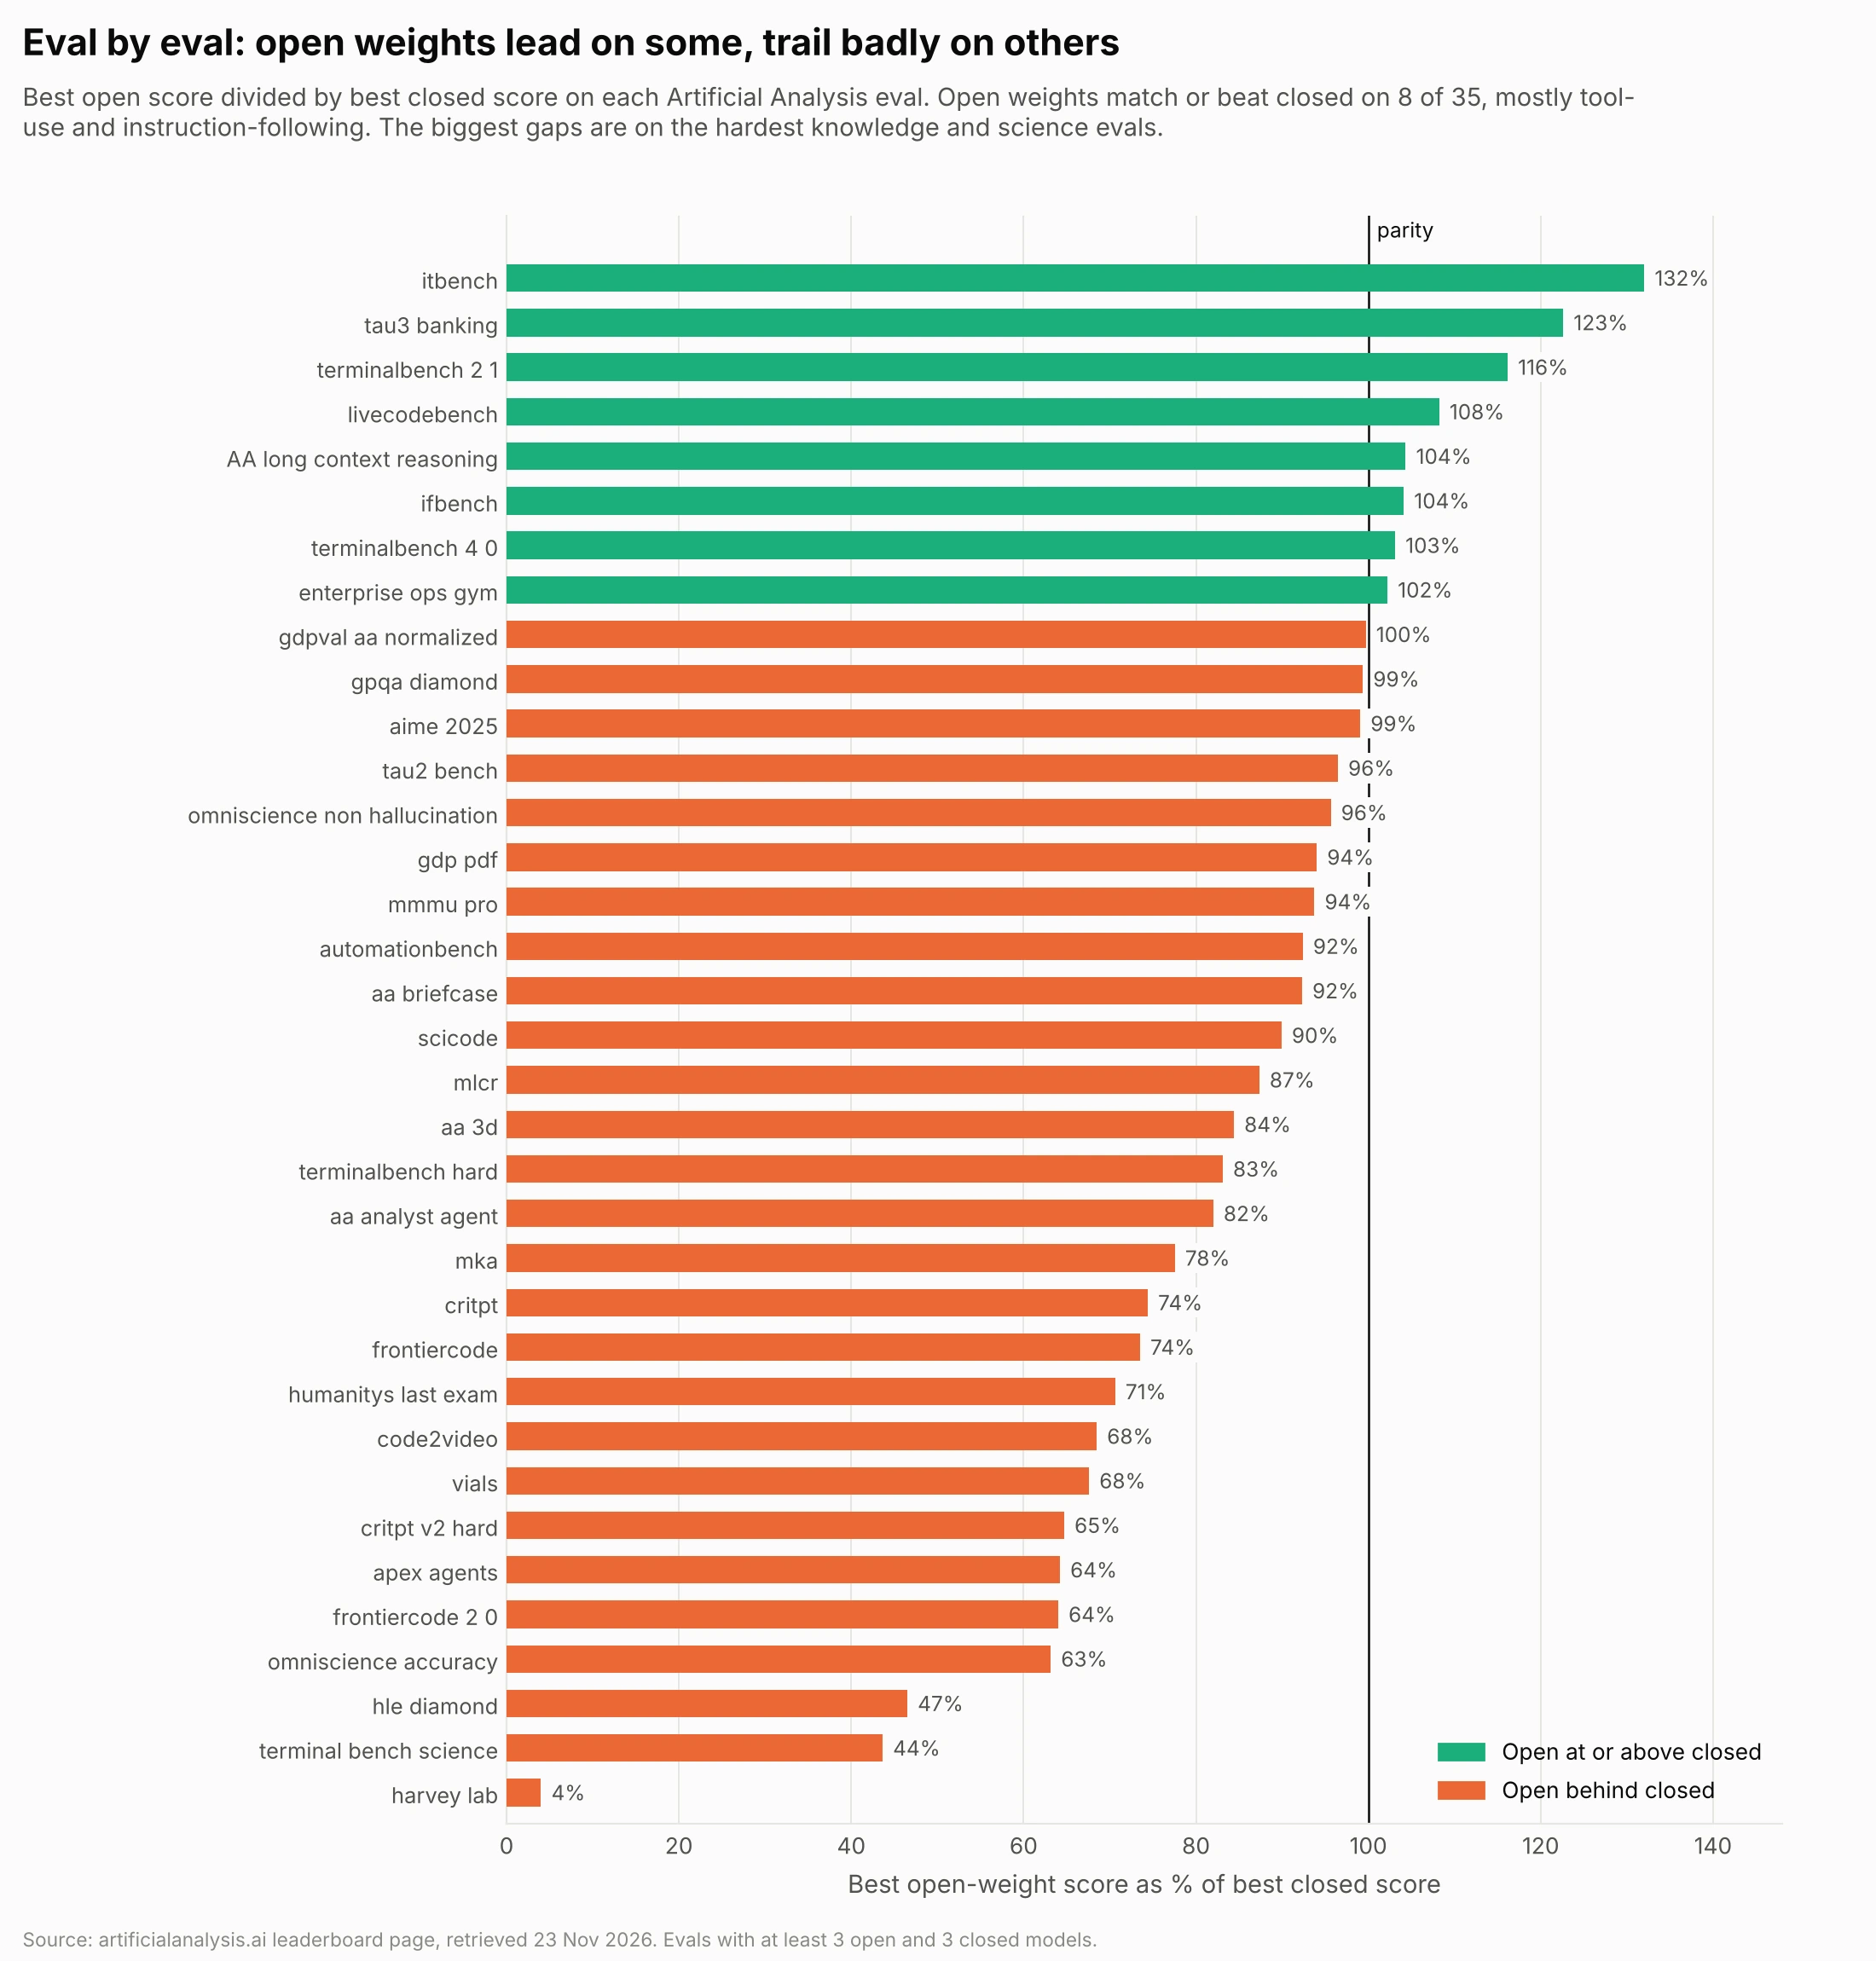 Eval by eval: open weights lead on some, trail badly on others
Best open score divided by best closed score on each Artificial Analysis eval. Open weights match or beat closed on 8 of 35, mostly tool-
use and instruction-following. The biggest gaps are on the hardest knowledge and science evals.
parity
itbench 132%
tau3 banking 123%
terminalbench 2 1 116%
livecodebench 108%
AA long context reasoning 104%
ifbench 104%
terminalbench 4 0 103%
enterprise ops gym 102%
gdpval aa normalized 100%
gpqa diamond 99%
aime 2025 99%
tau2 bench 96%
omniscience non hallucination 96%
gdp pdf 94%
mmmu pro 94%
automationbench 92%
aa briefcase 92%
scicode 90%
mlcr 87%
aa 3d 84%
terminalbench hard 83%
aa analyst agent 82%
mka 78%
critpt 74%
frontiercode 74%
humanitys last exam 71%
code2video 68%
vials 68%
critpt v2 hard 65%
apex agents 64%
frontiercode 2 0 64%
omniscience accuracy 63%
hle diamond 47%
terminal bench science 44%
harvey lab 4%
Open at or above closed
Open behind closed
0 20 40 60 80 100 120 140
Best open-weight score as % of best closed score
Source: artificialanalysis.ai leaderboard page, retrieved 23 Nov 2026. Evals with at least 3 open and 3 closed models.